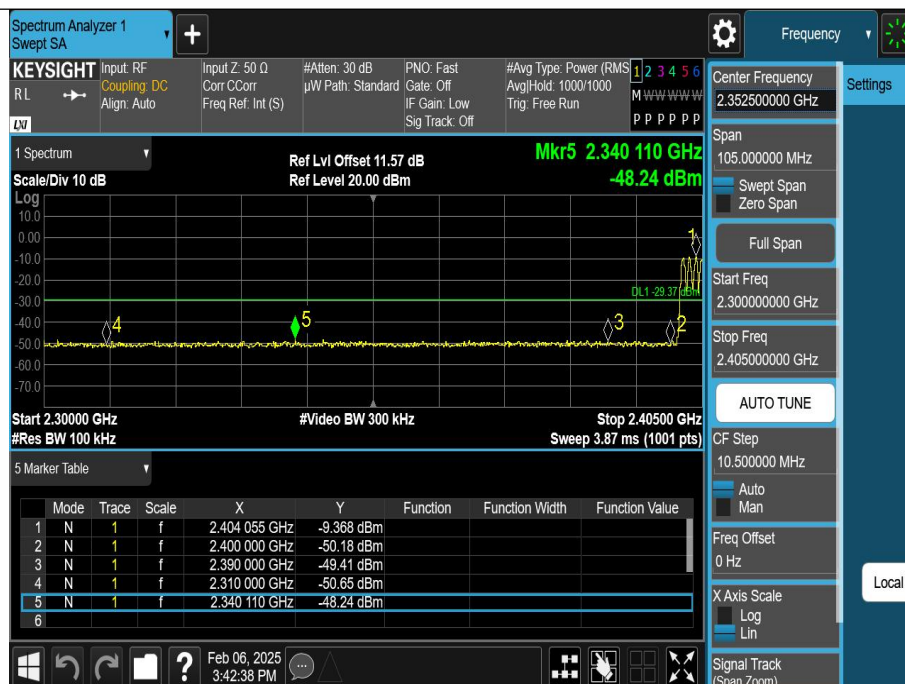 Spectrum Analyzer 1
Swept SA
+
Frequency
KEYSIGHT
RL
LXI
Input: RF
Coupling: DC
Align: Auto
Input Z: 50 Ω
Corr CCorr
Freq Ref: Int (S)
#Atten: 30 dB
µW Path: Standard
PNO: Fast
Gate: Off
IF Gain: Low
Sig Track: Off
#Avg Type: Power (RMS
Avg|Hold: 1000/1000
Trig: Free Run
1 2 3 4 5 6
M W W W W W
P P P P P P
1 Spectrum
Scale/Div 10 dB
Ref Lvl Offset 11.57 dB
Ref Level 20.00 dBm
Mkr5 2.340 110 GHz
-48.24 dBm
Log
10.0
0.00
-10.0
-20.0
-30.0
-40.0
-50.0
-60.0
-70.0
1
DL1 -29.37 dBm
4
5
3
2
Start 2.30000 GHz
#Video BW 300 kHz
Stop 2.40500 GHz
#Res BW 100 kHz
Sweep 3.87 ms (1001 pts)
5 Marker Table
Mode Trace Scale X Y Function Function Width Function Value
1 N 1 f 2.404 055 GHz -9.368 dBm
2 N 1 f 2.400 000 GHz -50.18 dBm
3 N 1 f 2.390 000 GHz -49.41 dBm
4 N 1 f 2.310 000 GHz -50.65 dBm
5 N 1 f 2.340 110 GHz -48.24 dBm
6
Feb 06, 2025
3:42:38 PM
?
Center Frequency
2.352500000 GHz
Settings
Span
105.000000 MHz
Swept Span
Zero Span
Full Span
Start Freq
2.300000000 GHz
Stop Freq
2.405000000 GHz
AUTO TUNE
CF Step
10.500000 MHz
Auto
Man
Freq Offset
0 Hz
Local
X Axis Scale
Log
Lin
Signal Track
(Span Zoom)